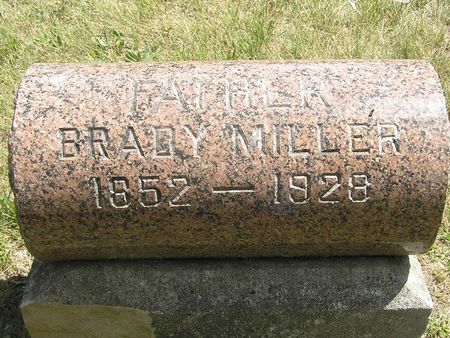 FATHER
BRADY MILLER
1852 — 1928